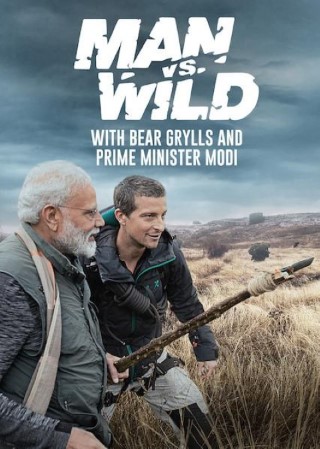 MAN
VS.
WILD
WITH BEAR GRYLLS AND
PRIME MINISTER MODI